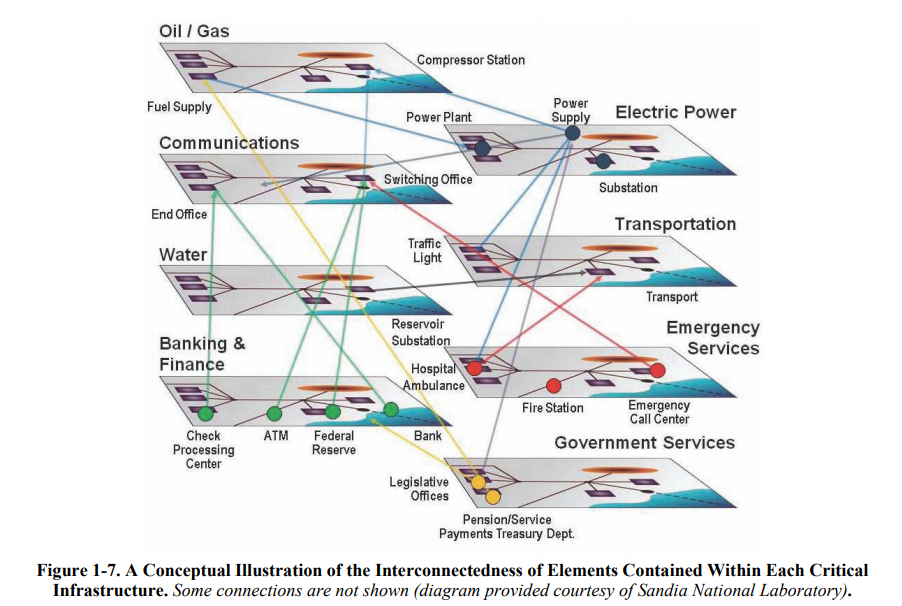 Oil / Gas
Compressor Station
Fuel Supply
Power Plant
Power
Supply
Electric Power
Substation
Communications
Switching Office
End Office
Transportation
Traffic
Light
Transport
Water
Reservoir
Substation
Emergency
Services
Hospital
Ambulance
Fire Station
Emergency
Call Center
Banking &
Finance
Check
Processing
Center
ATM
Federal
Reserve
Bank
Government Services
Legislative
Offices
Pension/Service
Payments Treasury Dept.
Figure 1-7. A Conceptual Illustration of the Interconnectedness of Elements Contained Within Each Critical
Infrastructure. Some connections are not shown (diagram provided courtesy of Sandia National Laboratory).